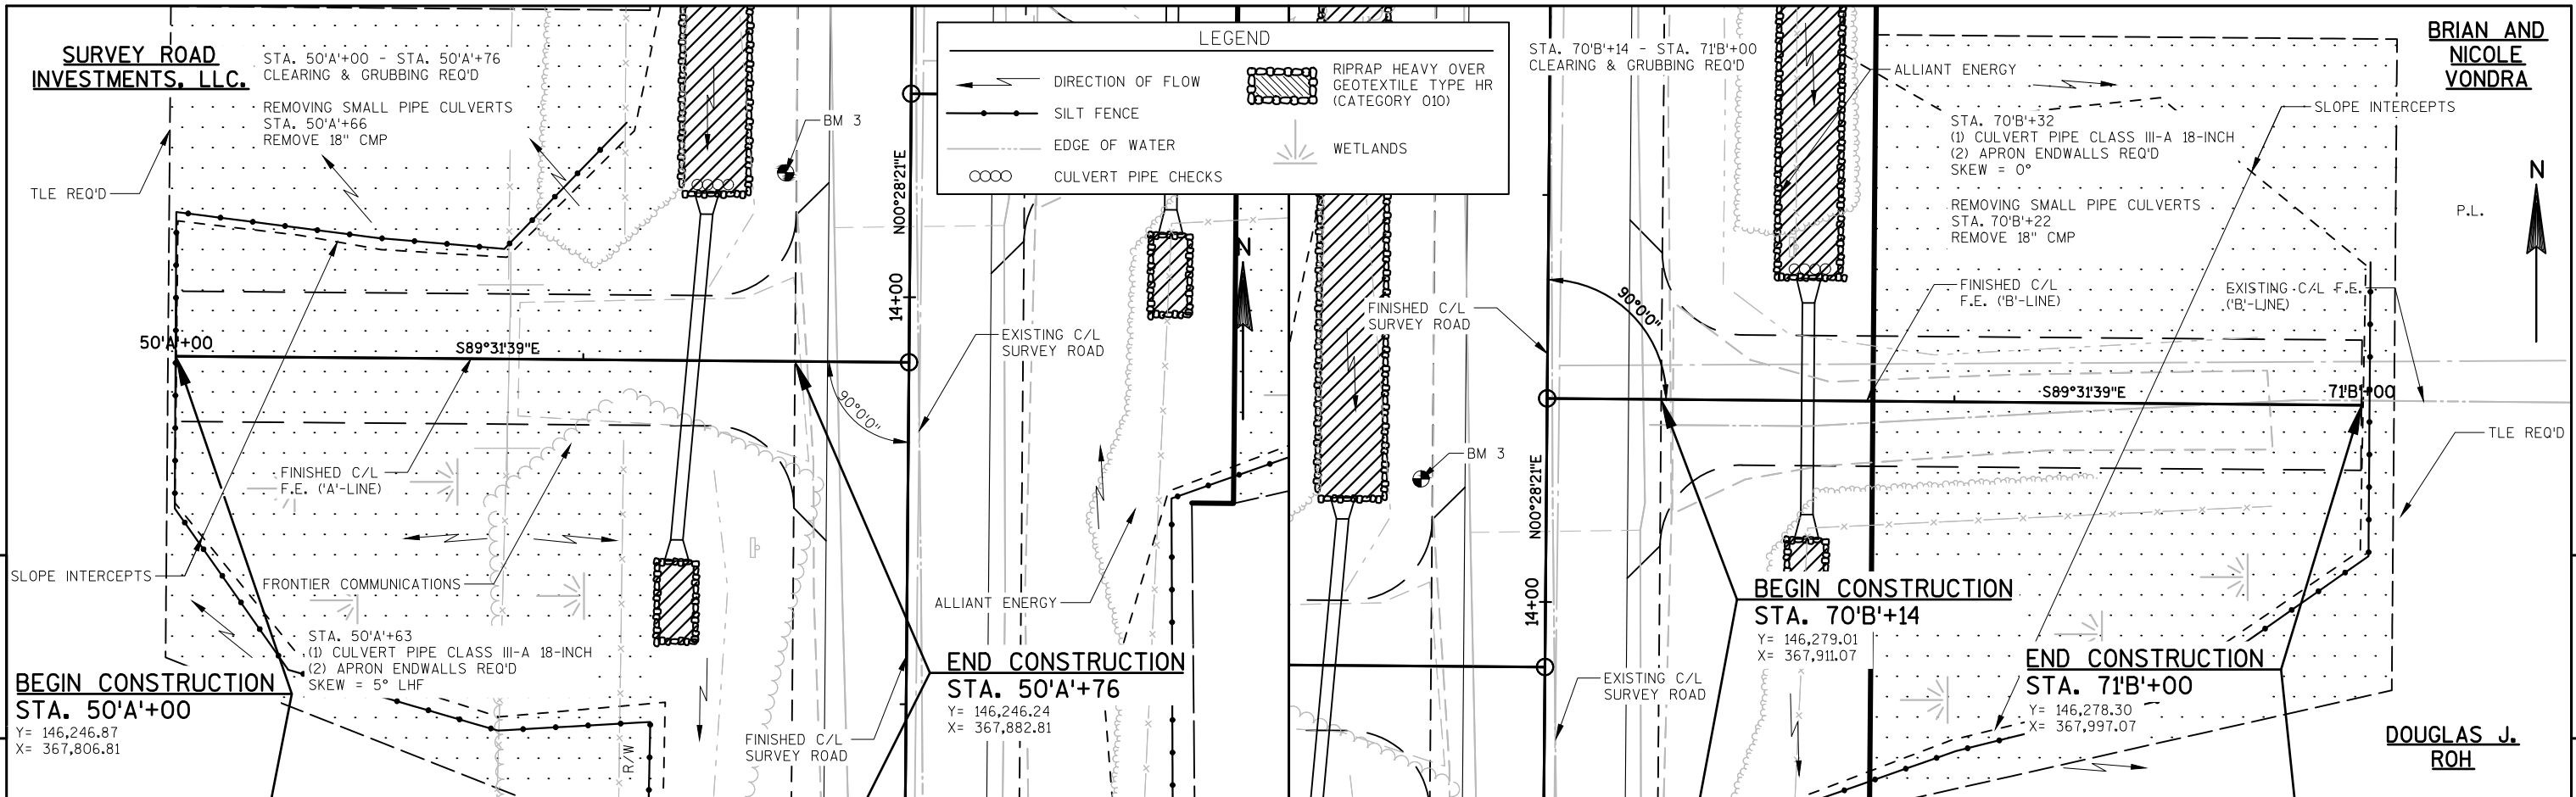 SURVEY ROAD
INVESTMENTS, LLC.
STA. 50'A'+00 - STA. 50'A'+76
CLEARING & GRUBBING REQ'D
REMOVING SMALL PIPE CULVERTS
STA. 50'A'+66
REMOVE 18" CMP
TLE REQ'D
BM 3
N00°28'21"E
14+00
50'A'+00
S89°31'39"E
EXISTING C/L
SURVEY ROAD
90°0'0"
FINISHED C/L
F.E. ('A'-LINE)
SLOPE INTERCEPTS
FRONTIER COMMUNICATIONS
ALLIANT ENERGY
STA. 50'A'+63
(1) CULVERT PIPE CLASS III-A 18-INCH
(2) APRON ENDWALLS REQ'D
SKEW = 5° LHF
BEGIN CONSTRUCTION
STA. 50'A'+00
Y= 146,246.87
X= 367,806.81
R/W
FINISHED C/L
SURVEY ROAD
END CONSTRUCTION
STA. 50'A'+76
Y= 146,246.24
X= 367,882.81
N
LEGEND
DIRECTION OF FLOW
SILT FENCE
EDGE OF WATER
CULVERT PIPE CHECKS
RIPRAP HEAVY OVER
GEOTEXTILE TYPE HR
(CATEGORY 010)
WETLANDS
STA. 70'B'+14 - STA. 71'B'+00
CLEARING & GRUBBING REQ'D
ALLIANT ENERGY
BRIAN AND
NICOLE
VONDRA
SLOPE INTERCEPTS
STA. 70'B'+32
(1) CULVERT PIPE CLASS III-A 18-INCH
(2) APRON ENDWALLS REQ'D
SKEW = 0°
REMOVING SMALL PIPE CULVERTS
STA. 70'B'+22
REMOVE 18" CMP
P.L.
N
FINISHED C/L
SURVEY ROAD
90°0'0"
FINISHED C/L
F.E. ('B'-LINE)
EXISTING C/L F.E.
('B'-LINE)
S89°31'39"E
71'B'+00
TLE REQ'D
BM 3
N00°28'21"E
14+00
EXISTING C/L
SURVEY ROAD
BEGIN CONSTRUCTION
STA. 70'B'+14
Y= 146,279.01
X= 367,911.07
END CONSTRUCTION
STA. 71'B'+00
Y= 146,278.30
X= 367,997.07
DOUGLAS J.
ROH